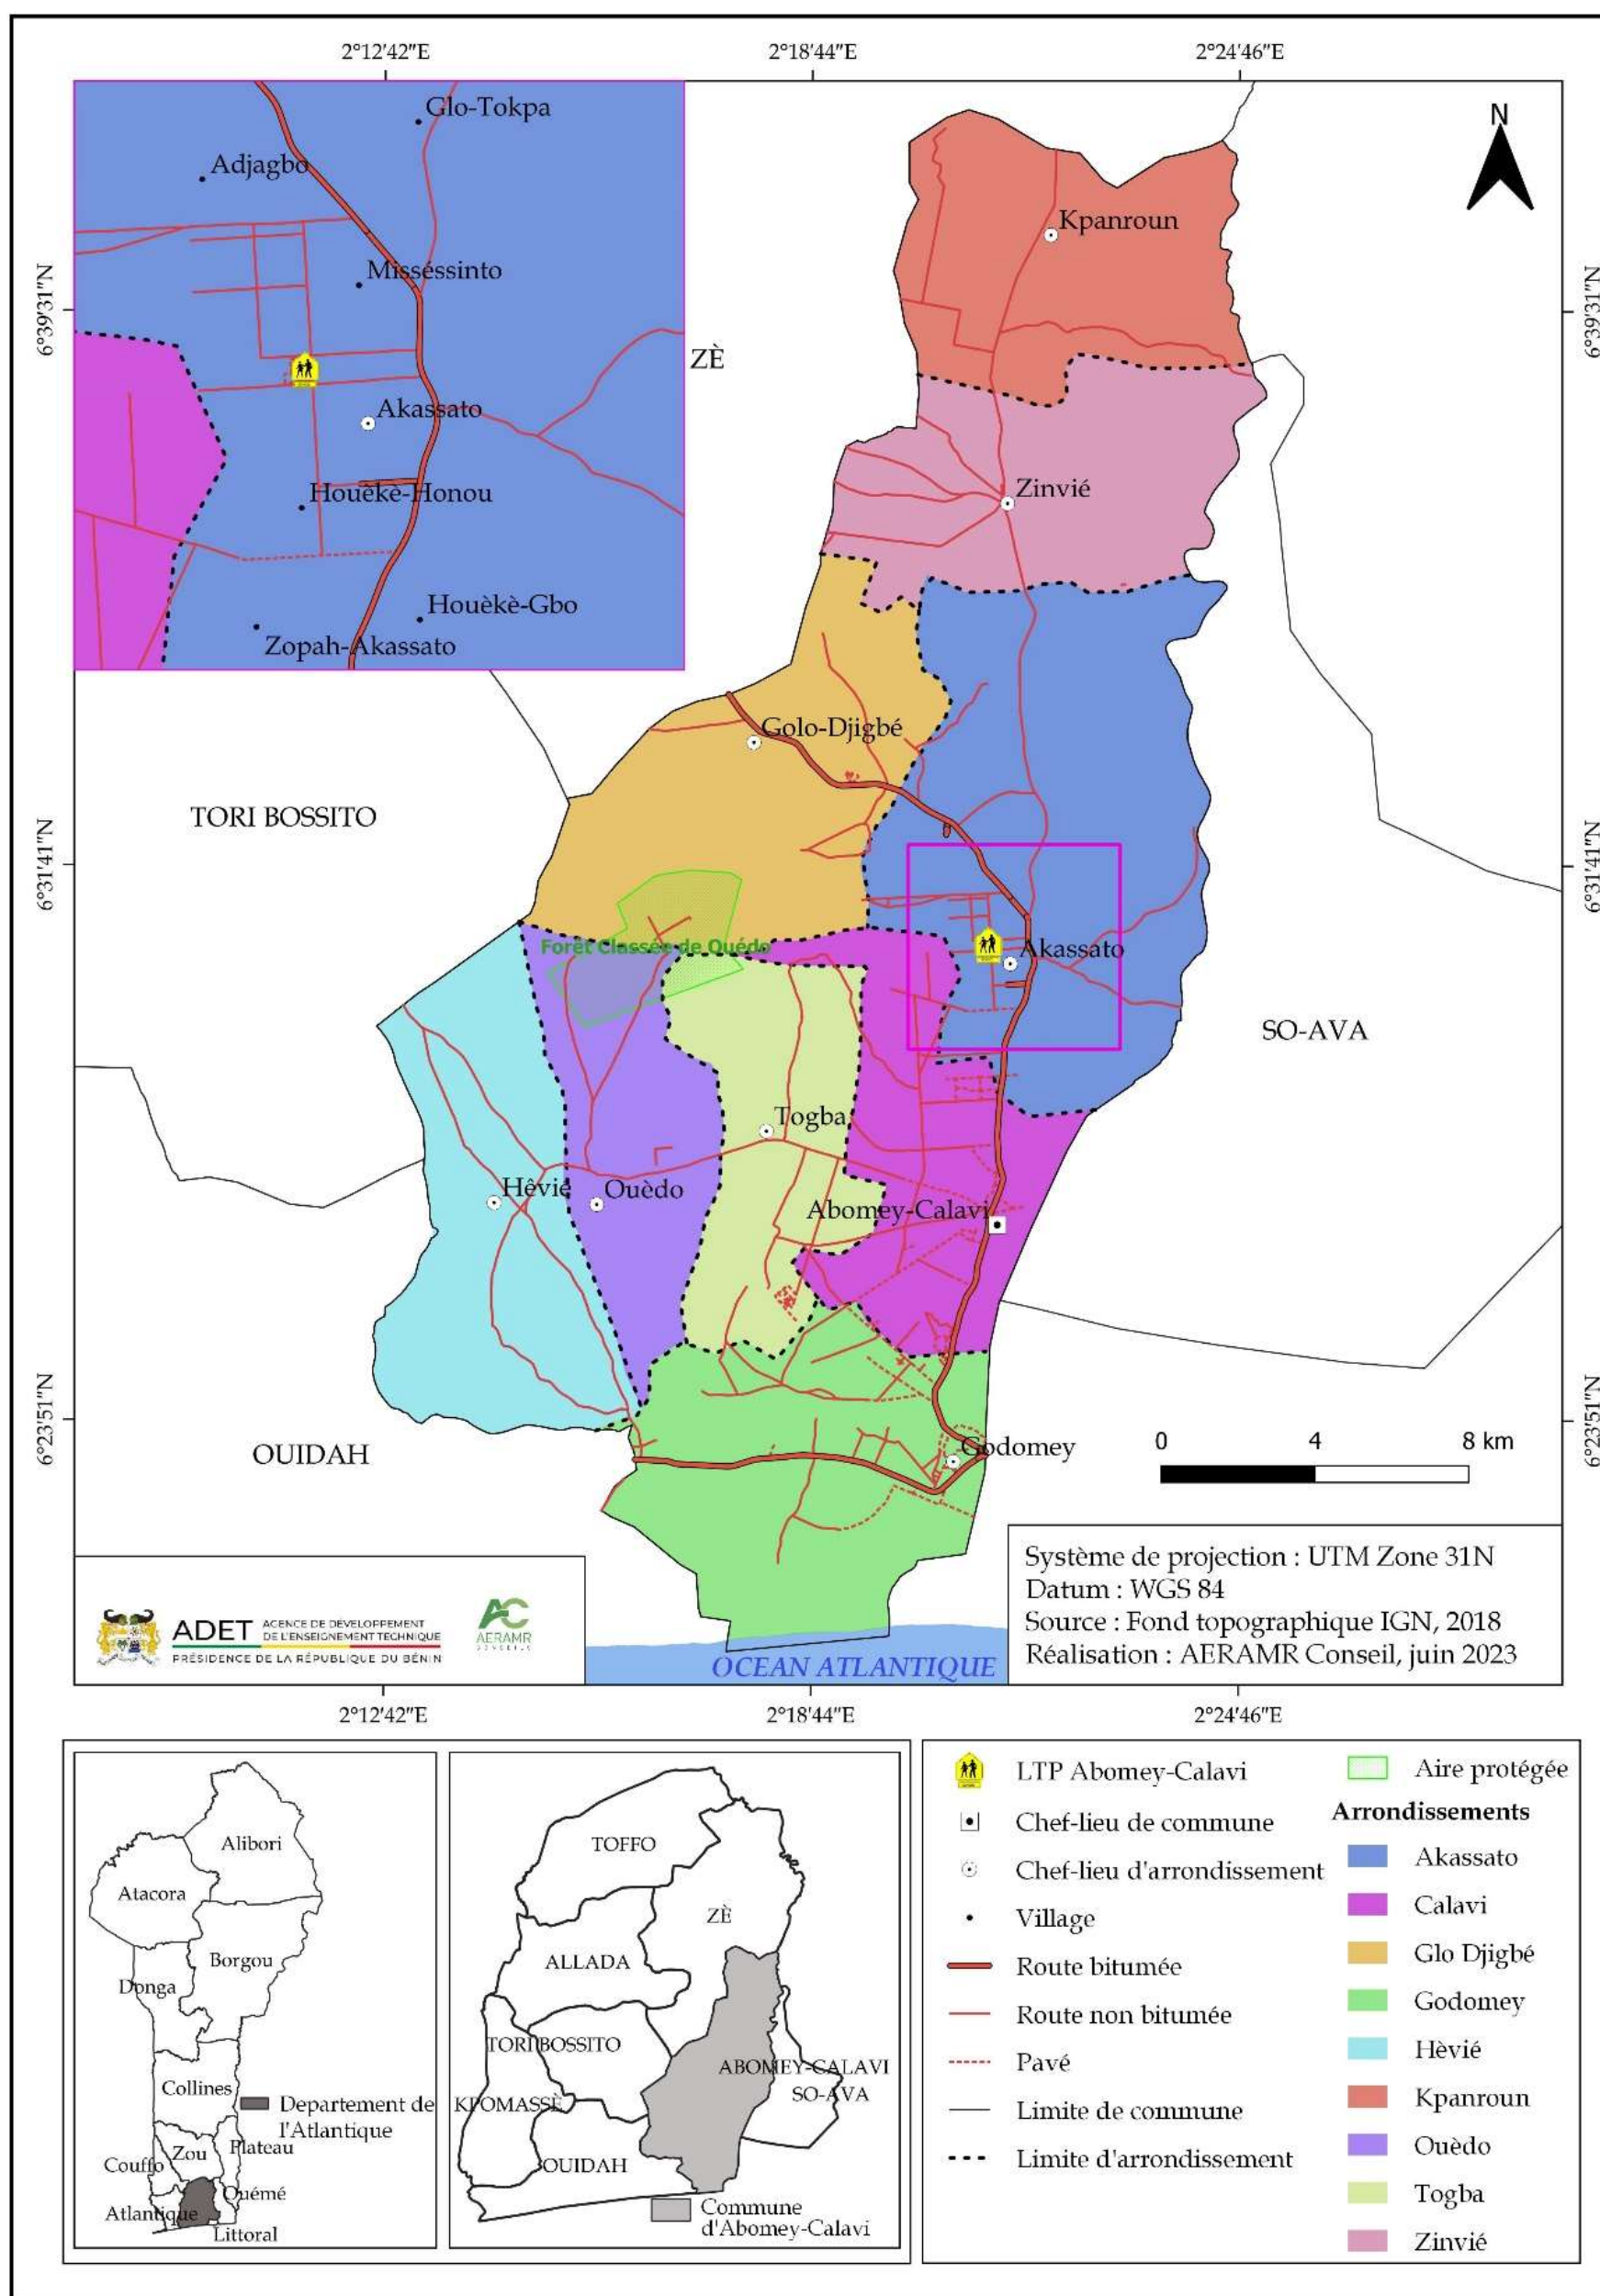 2°12'42"E
2°18'44"E
2°24'46"E
6°39'31"N
6°31'41"N
6°23'51"N
6°39'31"N
6°31'41"N
6°23'51"N
N
Glo-Tokpa
Adjagbo
Misséssinto
Akassato
Houèkè-Honou
Houèkè-Gbo
Zopah-Akassato
ZÈ
Kpanroun
Zinvié
Golo-Djigbé
TORI BOSSITO
Forêt Classée de Ouédo
Akassato
SO-AVA
Togba
Hêvié
Ouèdo
Abomey-Calavi
OUIDAH
Godomey
0 4 8 km
Système de projection : UTM Zone 31N
Datum : WGS 84
Source : Fond topographique IGN, 2018
Réalisation : AERAMR Conseil, juin 2023
ADET
AGENCE DE DÉVELOPPEMENT
DE L'ENSEIGNEMENT TECHNIQUE
PRÉSIDENCE DE LA RÉPUBLIQUE DU BÉNIN
AC
AERAMR
CONSEILS
OCEAN ATLANTIQUE
2°12'42"E
2°18'44"E
2°24'46"E
Alibori
Atacora
Borgou
Donga
Collines
Departement de
l'Atlantique
Plateau
Zou
Couffo
Ouémé
Atlantique
Littoral
TOFFO
ZÈ
ALLADA
TORI BOSSITO
ABOMEY-CALAVI
SO-AVA
KPOMASSÈ
OUIDAH
Commune
d'Abomey-Calavi
LTP Abomey-Calavi
Chef-lieu de commune
Chef-lieu d'arrondissement
Village
Route bitumée
Route non bitumée
Pavé
Limite de commune
Limite d'arrondissement
Aire protégée
Arrondissements
Akassato
Calavi
Glo Djigbé
Godomey
Hèvié
Kpanroun
Ouèdo
Togba
Zinvié